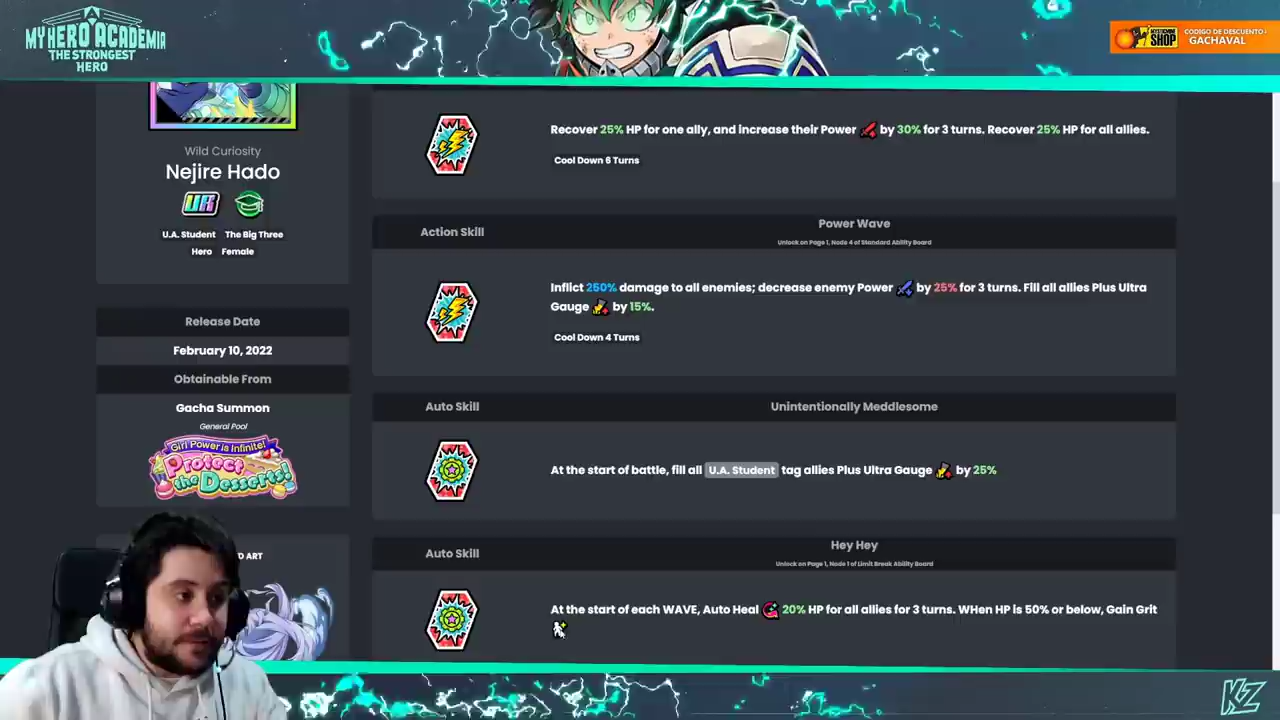 MY HERO ACADEMIA
THE STRONGEST
HERO
MYSTICMINE
SHOP
CÓDIGO DE DESCUENTO:
GACHAVAL
Wild Curiosity
Nejire Hado
UR
U.A. Student The Big Three
Hero Female
Release Date
February 10, 2022
Obtainable From
Gacha Summon
General Pool
Girl Power is Infinite!
Protect
the Desserts!
D ART
Recover 25% HP for one ally, and increase their Power by 30% for 3 turns. Recover 25% HP for all allies.
Cool Down 6 Turns
Action Skill
Power Wave
Unlock on Page 1, Node 4 of Standard Ability Board
Inflict 250% damage to all enemies; decrease enemy Power by 25% for 3 turns. Fill all allies Plus Ultra
Gauge by 15%.
Cool Down 4 Turns
Auto Skill
Unintentionally Meddlesome
At the start of battle, fill all U.A. Student tag allies Plus Ultra Gauge by 25%
Auto Skill
Hey Hey
Unlock on Page 1, Node 1 of Limit Break Ability Board
At the start of each WAVE, Auto Heal 20% HP for all allies for 3 turns. WHen HP is 50% or below, Gain Grit
KZ